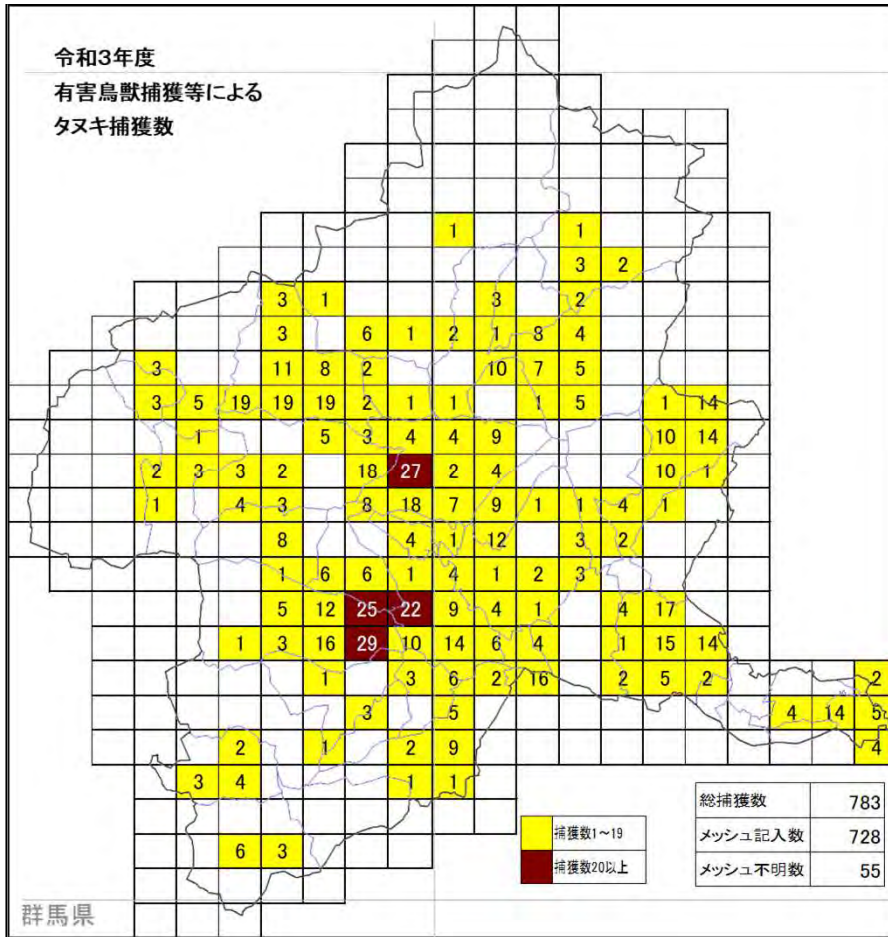 令和3年度
有害鳥獣捕獲等による
タヌキ捕獲数
1 1
3 2
3 1 3 2
3 6 1 2 1 8 4
3 11 8 2 10 7 5
3 5 19 19 19 2 1 1 1 5 1 14
1 5 3 4 4 9 10 14
2 3 3 2 18 27 2 4 10 1
1 4 3 8 18 7 9 1 1 4 1
8 4 1 12 3 2
1 6 6 1 4 1 2 3
5 12 25 22 9 4 1 4 17
1 3 16 29 10 14 6 4 1 15 14
1 3 6 2 16 2 5 2 2
3 5 4 14 5
2 1 2 9 4
3 4 1 1
6 3
捕獲数1～19
捕獲数20以上
総捕獲数 783
メッシュ記入数 728
メッシュ不明数 55
群馬県